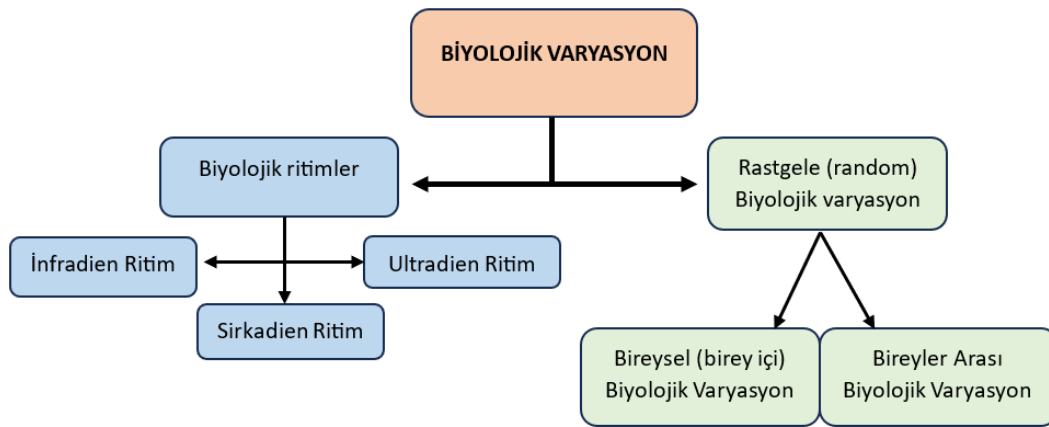 BİYOLOJİK VARYASYON
Biyolojik ritimler
Rastgele (random)
Biyolojik varyasyon
İnfradien Ritim
Ultradien Ritim
Sirkadien Ritim
Bireysel (birey içi)
Biyolojik Varyasyon
Bireyler Arası
Biyolojik Varyasyon